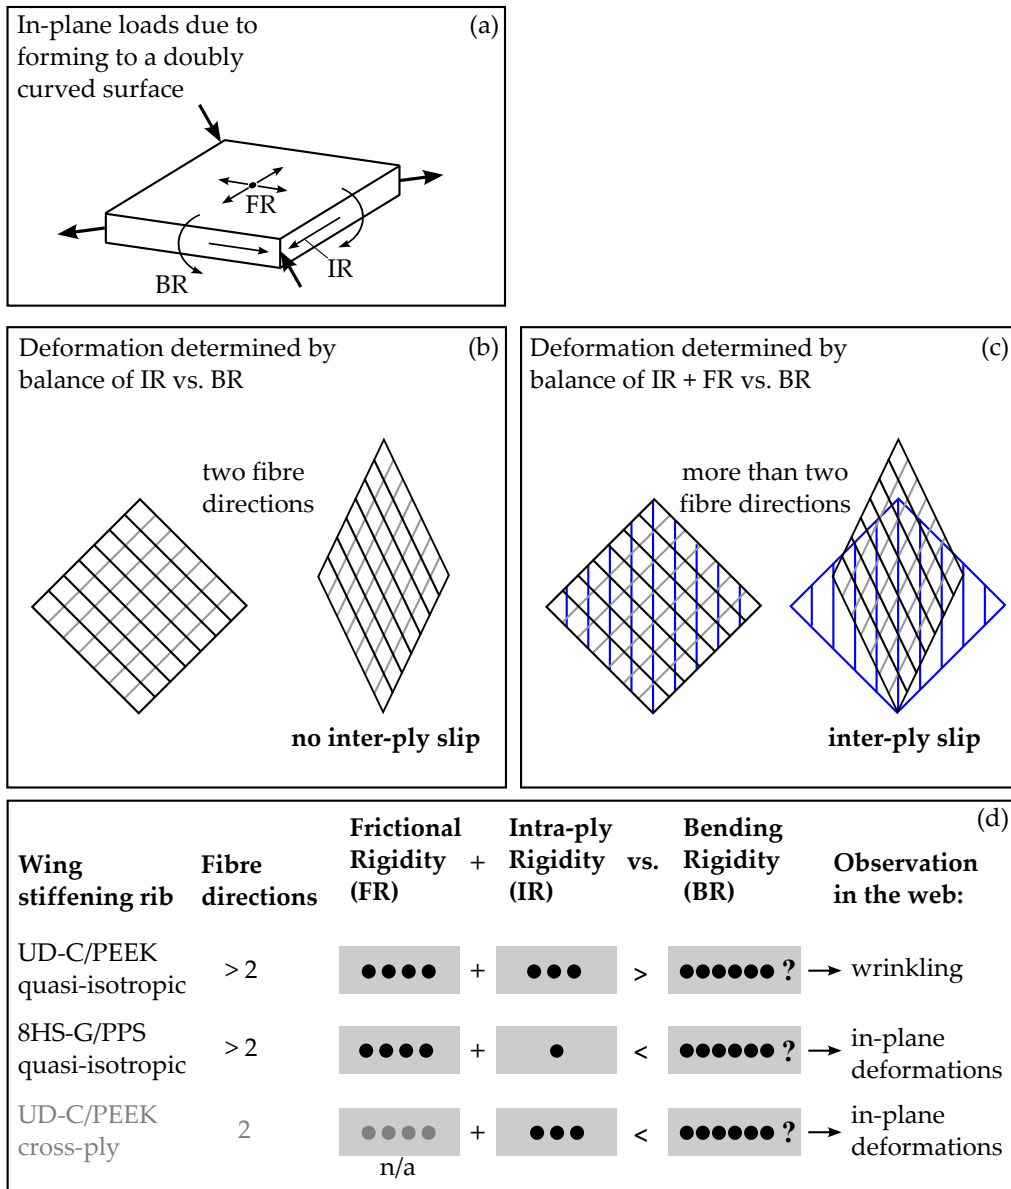 In-plane loads due to
forming to a doubly
curved surface
(a)
FR
BR
IR
Deformation determined by
balance of IR vs. BR
(b)
two fibre
directions
no inter-ply slip
Deformation determined by
balance of IR + FR vs. BR
(c)
more than two
fibre directions
inter-ply slip
(d)
Wing
stiffening rib
Fibre
directions
Frictional
Rigidity
(FR)
+
Intra-ply
Rigidity
(IR)
vs.
Bending
Rigidity
(BR)
Observation
in the web:
UD-C/PEEK
quasi-isotropic
> 2
+
>
?
wrinkling
8HS-G/PPS
quasi-isotropic
> 2
+
<
?
in-plane
deformations
UD-C/PEEK
cross-ply
2
n/a
+
<
?
in-plane
deformations